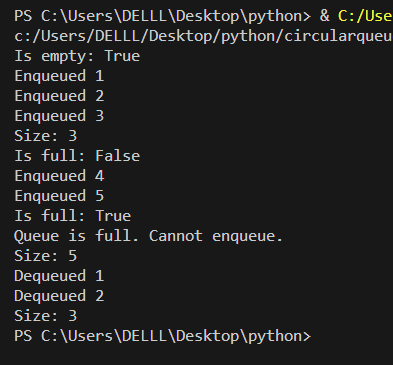 PS C:\Users\DELLL\Desktop\python> & C:/Use
c:/Users/DELLL/Desktop/python/circularqueu
Is empty: True
Enqueued 1
Enqueued 2
Enqueued 3
Size: 3
Is full: False
Enqueued 4
Enqueued 5
Is full: True
Queue is full. Cannot enqueue.
Size: 5
Dequeued 1
Dequeued 2
Size: 3
PS C:\Users\DELLL\Desktop\python>